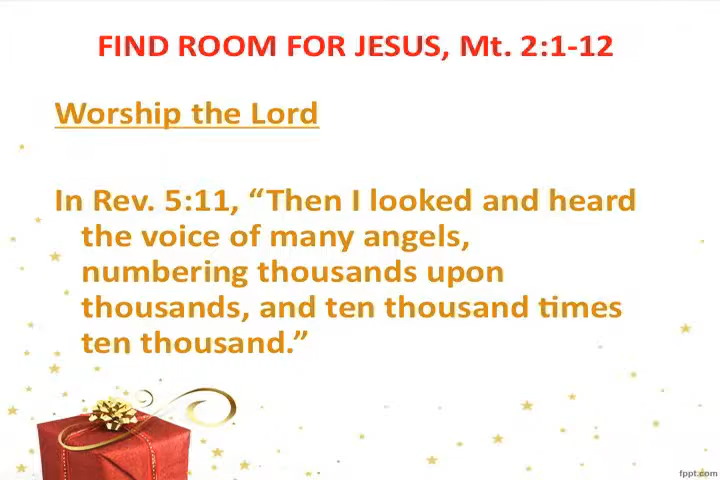 FIND ROOM FOR JESUS, Mt. 2:1-12
Worship the Lord
In Rev. 5:11, “Then I looked and heard
the voice of many angels,
numbering thousands upon
thousands, and ten thousand times
ten thousand.”
fppt.com